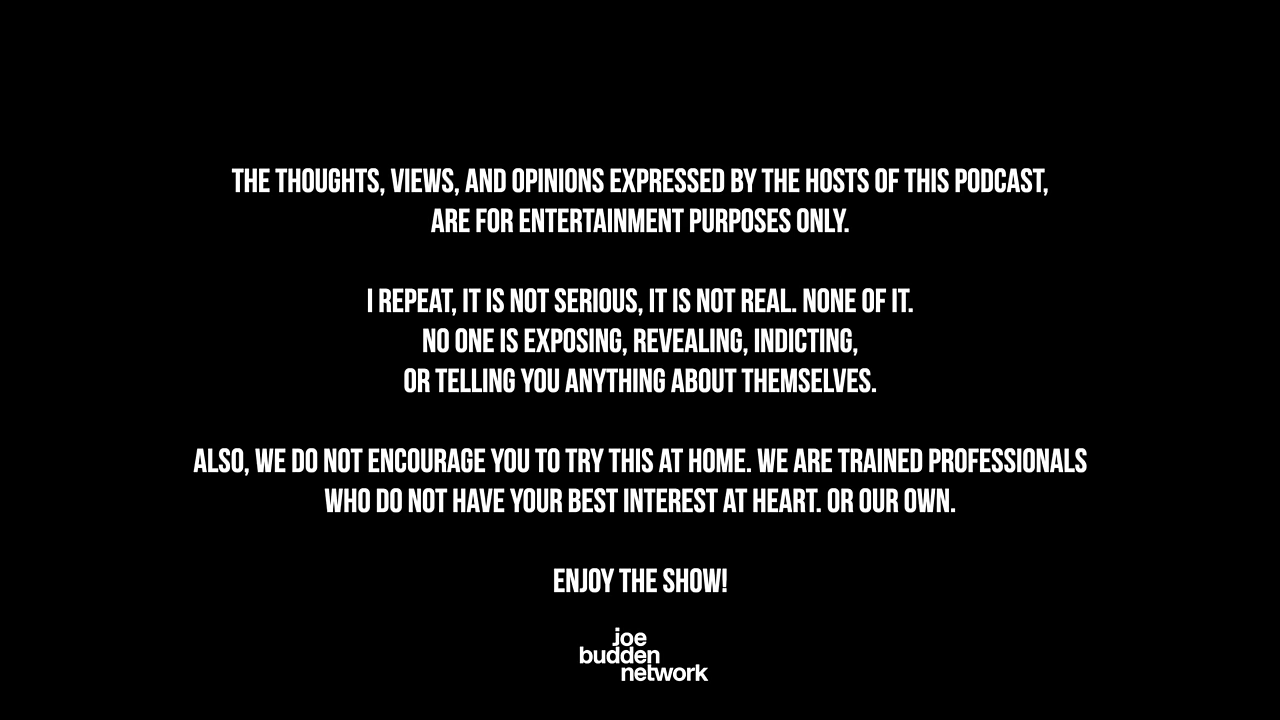 THE THOUGHTS, VIEWS, AND OPINIONS EXPRESSED BY THE HOSTS OF THIS PODCAST,
ARE FOR ENTERTAINMENT PURPOSES ONLY.
I REPEAT, IT IS NOT SERIOUS, IT IS NOT REAL. NONE OF IT.
NO ONE IS EXPOSING, REVEALING, INDICTING,
OR TELLING YOU ANYTHING ABOUT THEMSELVES.
ALSO, WE DO NOT ENCOURAGE YOU TO TRY THIS AT HOME. WE ARE TRAINED PROFESSIONALS
WHO DO NOT HAVE YOUR BEST INTEREST AT HEART. OR OUR OWN.
ENJOY THE SHOW!
joe
budden
network